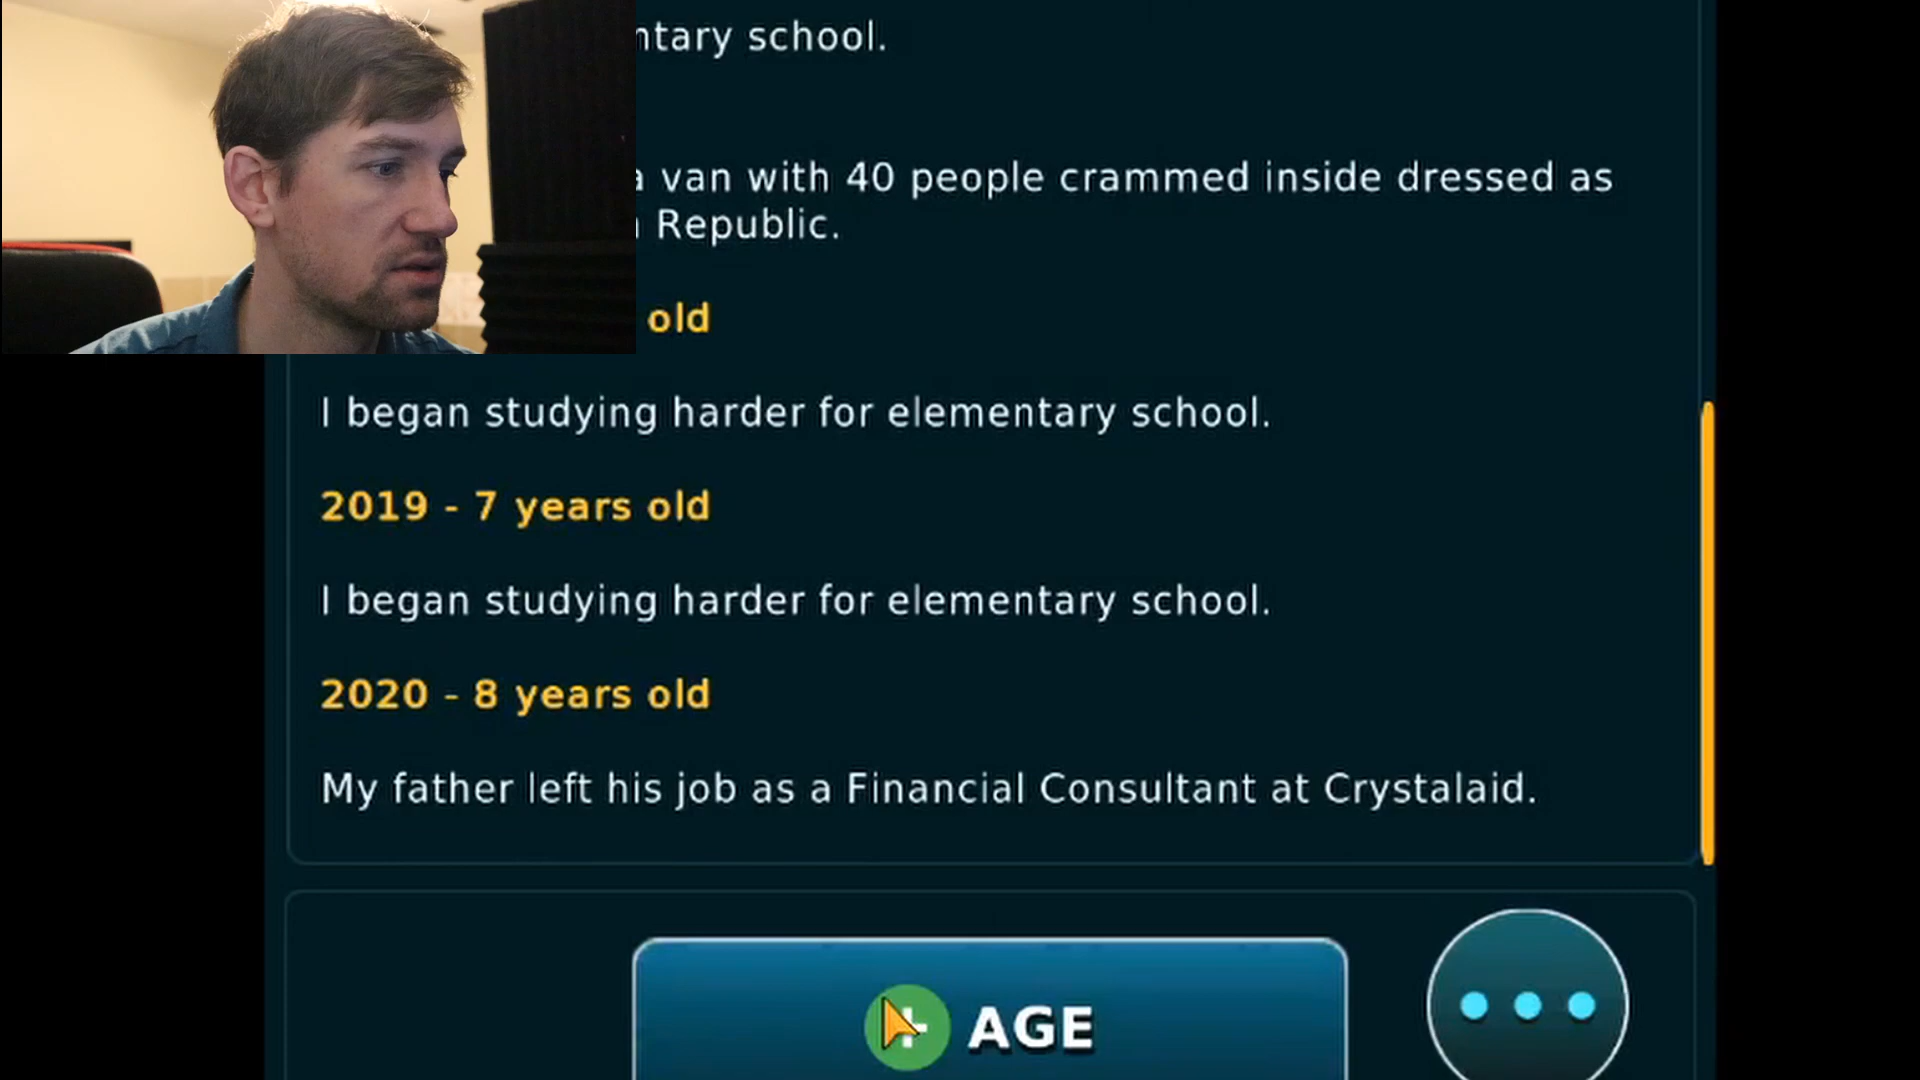 school.
van with 40 people crammed inside dressed as
Republic.
old
I began studying harder for elementary school.
2019 - 7 years old
I began studying harder for elementary school.
2020 - 8 years old
My father left his job as a Financial Consultant at Crystalaid.
AGE